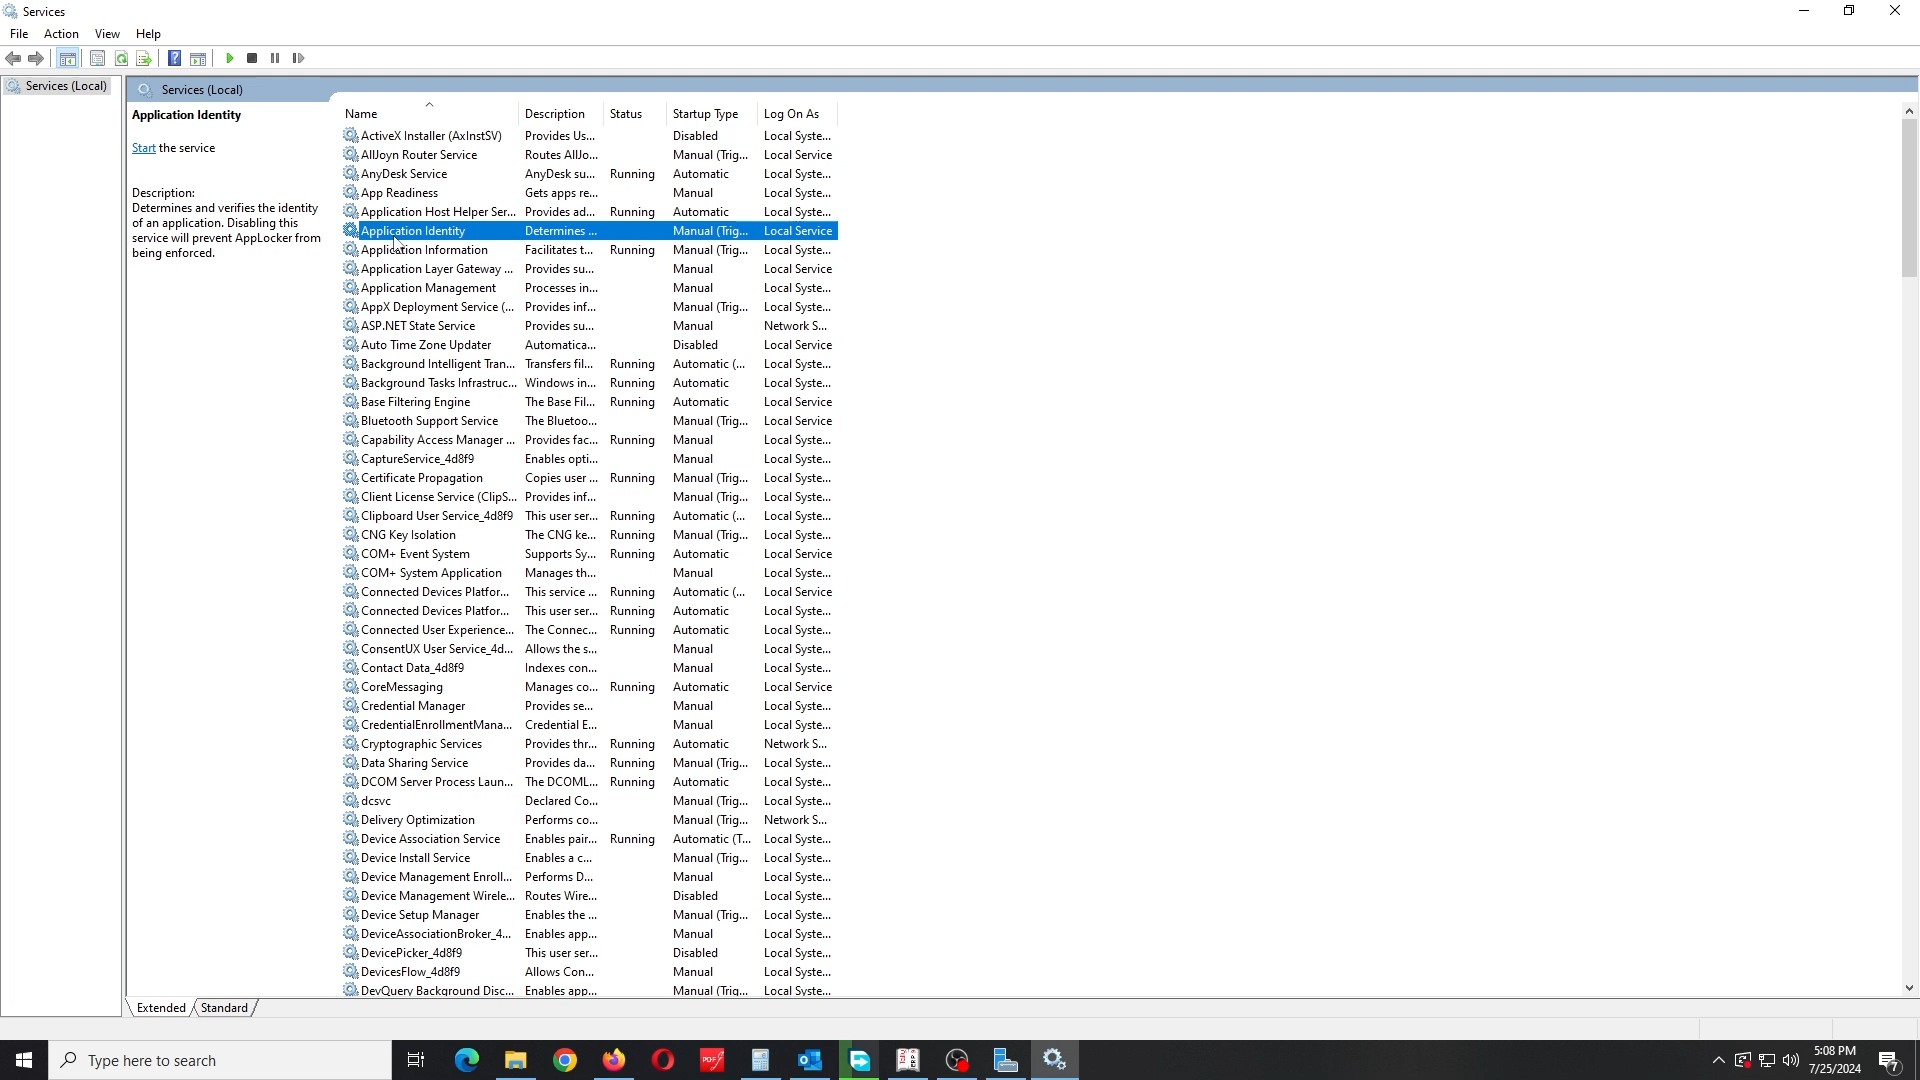 Services
File Action View Help
Services (Local)
Services (Local)
Application Identity
Start the service
Description:
Determines and verifies the identity
of an application. Disabling this
service will prevent AppLocker from
being enforced.
Name Description Status Startup Type Log On As
ActiveX Installer (AxInstSV) Provides Us... Disabled Local Syste...
AllJoyn Router Service Routes AllJo... Manual (Trig... Local Service
AnyDesk Service AnyDesk su... Running Automatic Local Syste...
App Readiness Gets apps re... Manual Local Syste...
Application Host Helper Ser... Provides ad... Running Automatic Local Syste...
Application Identity Determines ... Manual (Trig... Local Service
Application Information Facilitates t... Running Manual (Trig... Local Syste...
Application Layer Gateway ... Provides su... Manual Local Service
Application Management Processes in... Manual Local Syste...
AppX Deployment Service (... Provides inf... Manual (Trig... Local Syste...
ASP.NET State Service Provides su... Manual Network S...
Auto Time Zone Updater Automatica... Disabled Local Service
Background Intelligent Tran... Transfers fil... Running Automatic (... Local Syste...
Background Tasks Infrastruc... Windows in... Running Automatic Local Syste...
Base Filtering Engine The Base Fil... Running Automatic Local Service
Bluetooth Support Service The Bluetoo... Manual (Trig... Local Service
Capability Access Manager ... Provides fac... Running Manual Local Syste...
CaptureService_4d8f9 Enables opti... Manual Local Syste...
Certificate Propagation Copies user ... Running Manual (Trig... Local Syste...
Client License Service (ClipS... Provides inf... Manual (Trig... Local Syste...
Clipboard User Service_4d8f9 This user ser... Running Automatic (... Local Syste...
CNG Key Isolation The CNG ke... Running Manual (Trig... Local Syste...
COM+ Event System Supports Sy... Running Automatic Local Service
COM+ System Application Manages th... Manual Local Syste...
Connected Devices Platfor... This service ... Running Automatic (... Local Service
Connected Devices Platfor... This user ser... Running Automatic Local Syste...
Connected User Experience... The Connec... Running Automatic Local Syste...
ConsentUX User Service_4d... Allows the s... Manual Local Syste...
Contact Data_4d8f9 Indexes con... Manual Local Syste...
CoreMessaging Manages co... Running Automatic Local Service
Credential Manager Provides se... Manual Local Syste...
CredentialEnrollmentMana... Credential E... Manual Local Syste...
Cryptographic Services Provides thr... Running Automatic Network S...
Data Sharing Service Provides da... Running Manual (Trig... Local Syste...
DCOM Server Process Laun... The DCOML... Running Automatic Local Syste...
dcsvc Declared Co... Manual (Trig... Local Syste...
Delivery Optimization Performs co... Manual (Trig... Network S...
Device Association Service Enables pair... Running Automatic (T... Local Syste...
Device Install Service Enables a c... Manual (Trig... Local Syste...
Device Management Enroll... Performs D... Manual Local Syste...
Device Management Wirele... Routes Wire... Disabled Local Syste...
Device Setup Manager Enables the ... Manual (Trig... Local Syste...
DeviceAssociationBroker_4... Enables app... Manual Local Syste...
DevicePicker_4d8f9 This user ser... Disabled Local Syste...
DevicesFlow_4d8f9 Allows Con... Manual Local Syste...
DevQuery Background Disc... Enables app... Manual (Trig... Local Syste...
Extended Standard
Type here to search
PDF
5:08 PM
7/25/2024
7